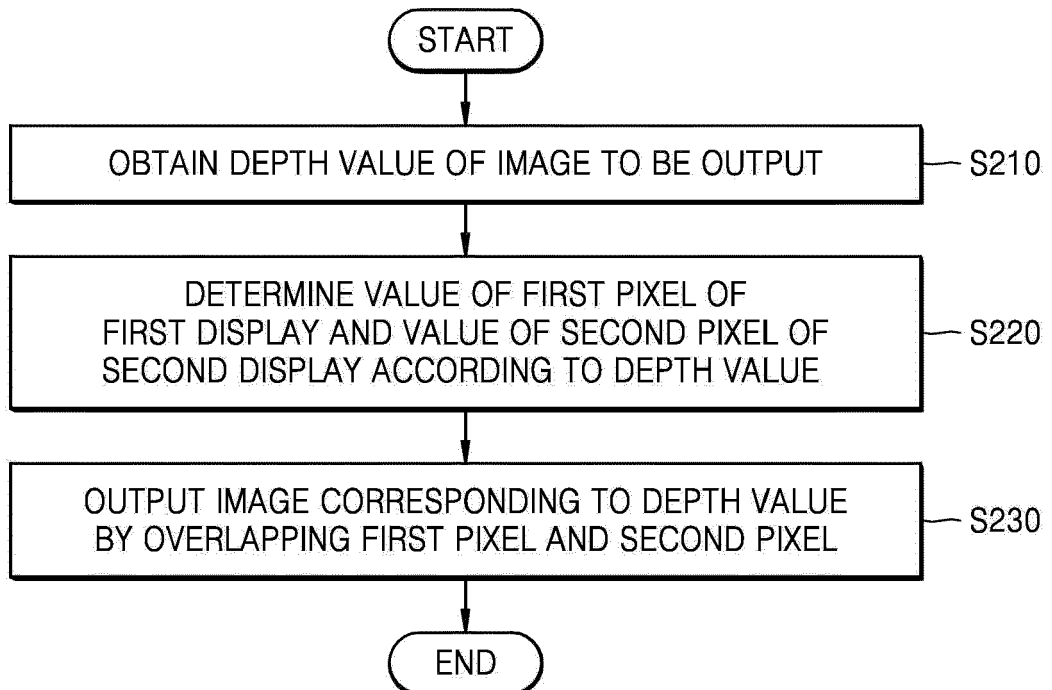 START
OBTAIN DEPTH VALUE OF IMAGE TO BE OUTPUT
S210
DETERMINE VALUE OF FIRST PIXEL OF
FIRST DISPLAY AND VALUE OF SECOND PIXEL OF
SECOND DISPLAY ACCORDING TO DEPTH VALUE
S220
OUTPUT IMAGE CORRESPONDING TO DEPTH VALUE
BY OVERLAPPING FIRST PIXEL AND SECOND PIXEL
S230
END